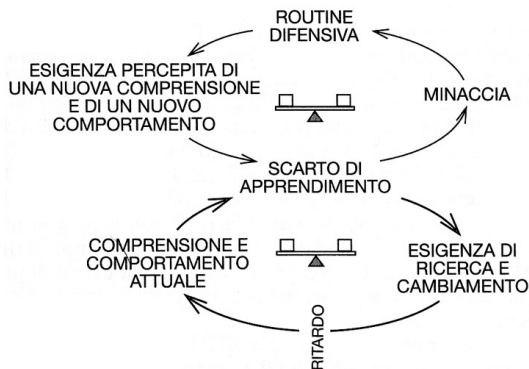 ROUTINE
DIFENSIVA
ESIGENZA PERCEPITA DI
UNA NUOVA COMPRENSIONE
E DI UN NUOVO
COMPORTAMENTO
MINACCIA
SCARTO DI
APPRENDIMENTO
COMPRENSIONE E
COMPORTAMENTO
ATTUALE
ESIGENZA DI
RICERCA E
CAMBIAMENTO
RITARDO